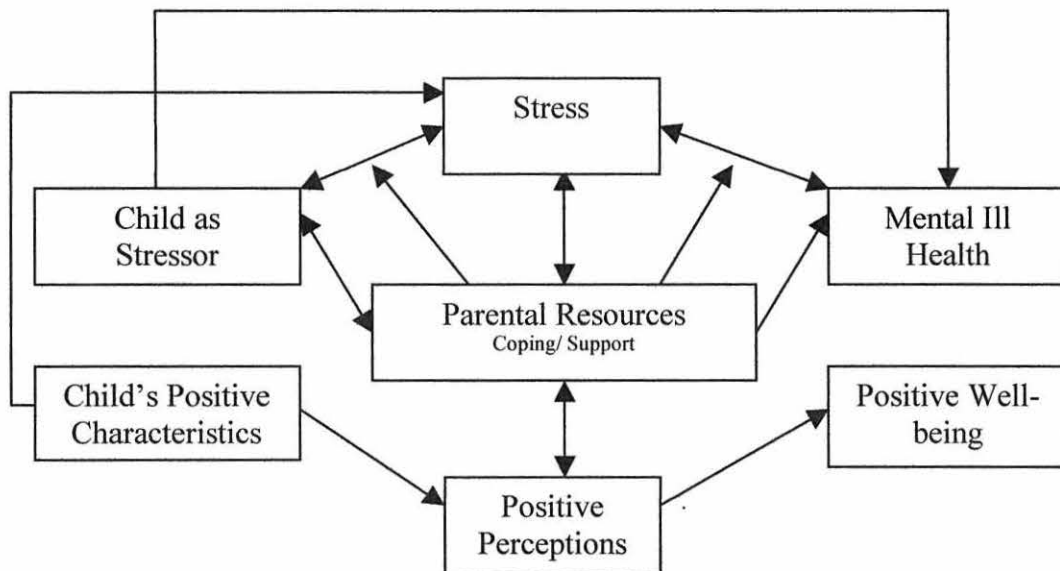 Stress
Child as
Stressor
Mental Ill
Health
Parental Resources
Coping/ Support
Child’s Positive
Characteristics
Positive Well-
being
Positive
Perceptions